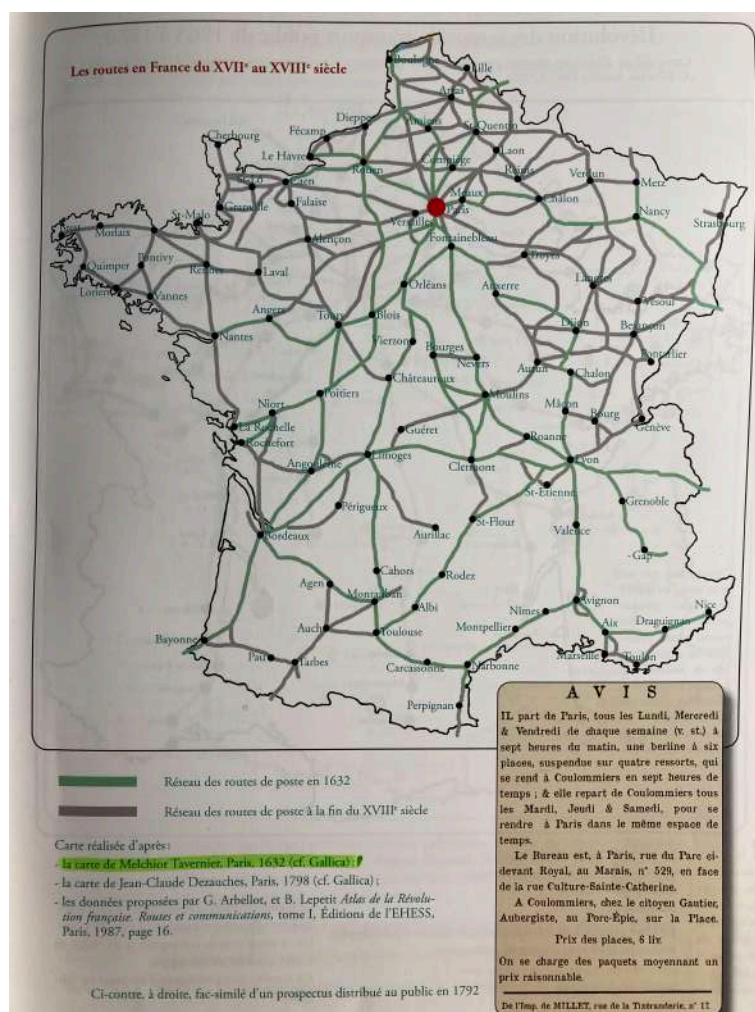 Les routes en France du XVIIe au XVIIIe siècle
Boulogne
Lille
Arras
Dieppe
Amiens
St-Quentin
Fécamp
Cherbourg
Laon
Le Havre
Rouen
Compiège
Reims
Verdun
Metz
St-Lô
Caen
Meaux
Châlon
Granville
Falaise
Paris
Nancy
Versailles
Strasbourg
St-Malo
Morlaix
Alençon
Fontainebleau
Troyes
Pontivy
Quimper
Rennes
Laval
Langres
Orléans
Auxerre
Lorient
Vannes
Vesoul
Angers
Tours
Blois
Dijon
Besançon
Nantes
Vierzon
Bourges
Nevers
Autun
Pontarlier
Châteauroux
Chalon
Poitiers
Moulins
Niort
Mâcon
Bourg
Genève
La Rochelle
Guéret
Roanne
Rochefort
Angoulême
Limoges
Clermont
Lyon
St-Etienne
Périgueux
Grenoble
St-Flour
Bordeaux
Aurillac
Valence
Gap
Cahors
Rodez
Agen
Montauban
Avignon
Albi
Nîmes
Nice
Auch
Toulouse
Montpellier
Aix
Draguignan
Bayonne
Pau
Tarbes
Carcassonne
Narbonne
Marseille
Toulon
Perpignan
Réseau des routes de poste en 1632
Réseau des routes de poste à la fin du XVIIIe siècle
Carte réalisée d'après :
- la carte de Melchior Tavernier, Paris, 1632 (cf. Gallica) ;
- la carte de Jean-Claude Dezauches, Paris, 1798 (cf. Gallica) ;
- les données proposées par G. Arbellot, et B. Lepetit Atlas de la Révolu-
tion française. Routes et communications, tome I, Éditions de l'EHESS,
Paris, 1987, page 16.
Ci-contre, à droite, fac-similé d'un prospectus distribué au public en 1792
AVIS
IL part de Paris, tous les Lundi, Mercredi
& Vendredi de chaque semaine (v. st.) à
sept heures du matin, une berline à six
places, suspendue sur quatre ressorts, qui
se rend à Coulommiers en sept heures de
temps ; & elle repart de Coulommiers tous
les Mardi, Jeudi & Samedi, pour se
rendre à Paris dans le même espace de
temps.
Le Bureau est, à Paris, rue du Parc ci-
devant Royal, au Marais, n° 529, en face
de la rue Culture-Sainte-Catherine.
A Coulommiers, chez le citoyen Gautier,
Aubergiste, au Porc-Épic, sur la Place.
Prix des places, 6 liv.
On se charge des paquets moyennant un
prix raisonnable.
De l'Imp. de MILLET, rue de la Tixéranderie, n° 17